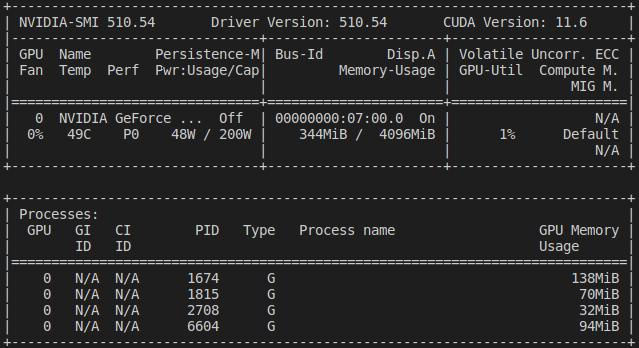 NVIDIA-SMI 510.54 Driver Version: 510.54 CUDA Version: 11.6
GPU Name Persistence-M| Bus-Id Disp.A | Volatile Uncorr. ECC
Fan Temp Perf Pwr:Usage/Cap| Memory-Usage | GPU-Util Compute M.
| | MIG M.
0 NVIDIA GeForce ... Off | 00000000:07:00.0 On | N/A
0% 49C P0 48W / 200W | 344MiB / 4096MiB | 1% Default
| | N/A
Processes:
GPU GI CI PID Type Process name GPU Memory
ID ID Usage
0 N/A N/A 1674 G 138MiB
0 N/A N/A 1815 G 70MiB
0 N/A N/A 2708 G 32MiB
0 N/A N/A 6604 G 94MiB